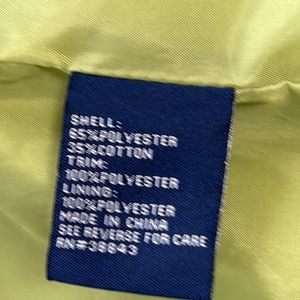 SHELL:
65%POLYESTER
35%COTTON
TRIM:
100%POLYESTER
LINING:
100%POLYESTER
MADE IN CHINA
SEE REVERSE FOR CARE
RN#38643